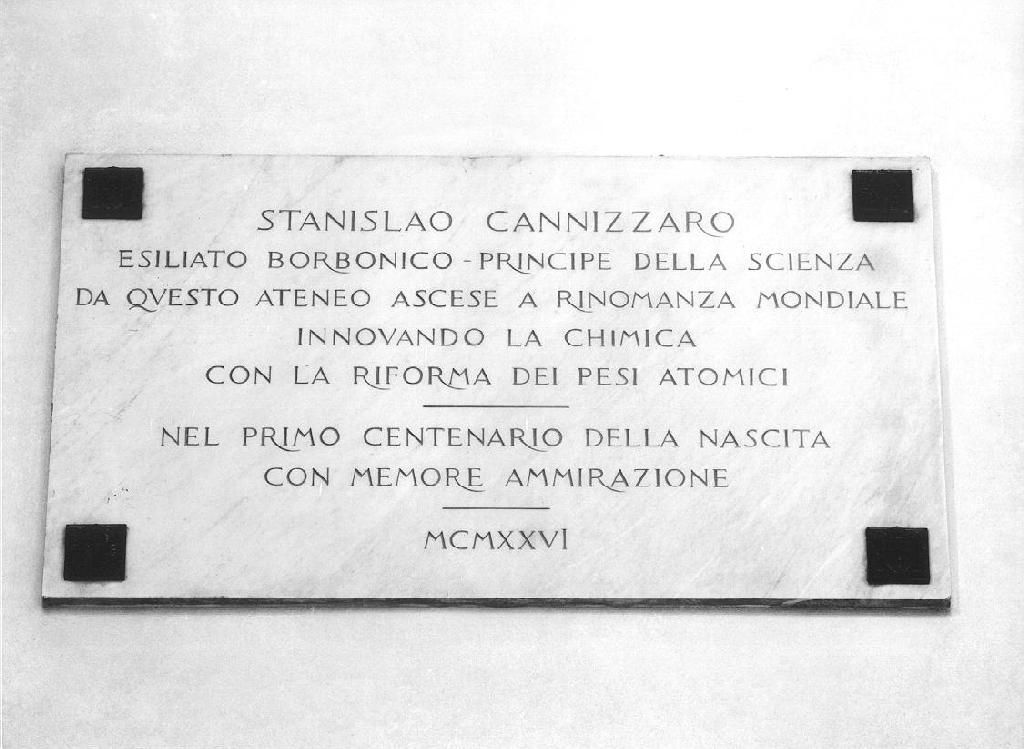 STANISLAO CANNIZZARO
ESILIATO BORBONICO - PRINCIPE DELLA SCIENZA
DA QVESTO ATENEO ASCESE A RINOMANZA MONDIALE
INNOVANDO LA CHIMICA
CON LA RIFORMA DEI PESI ATOMICI
NEL PRIMO CENTENARIO DELLA NASCITA
CON MEMORE AMMIRAZIONE
MCMXXVI